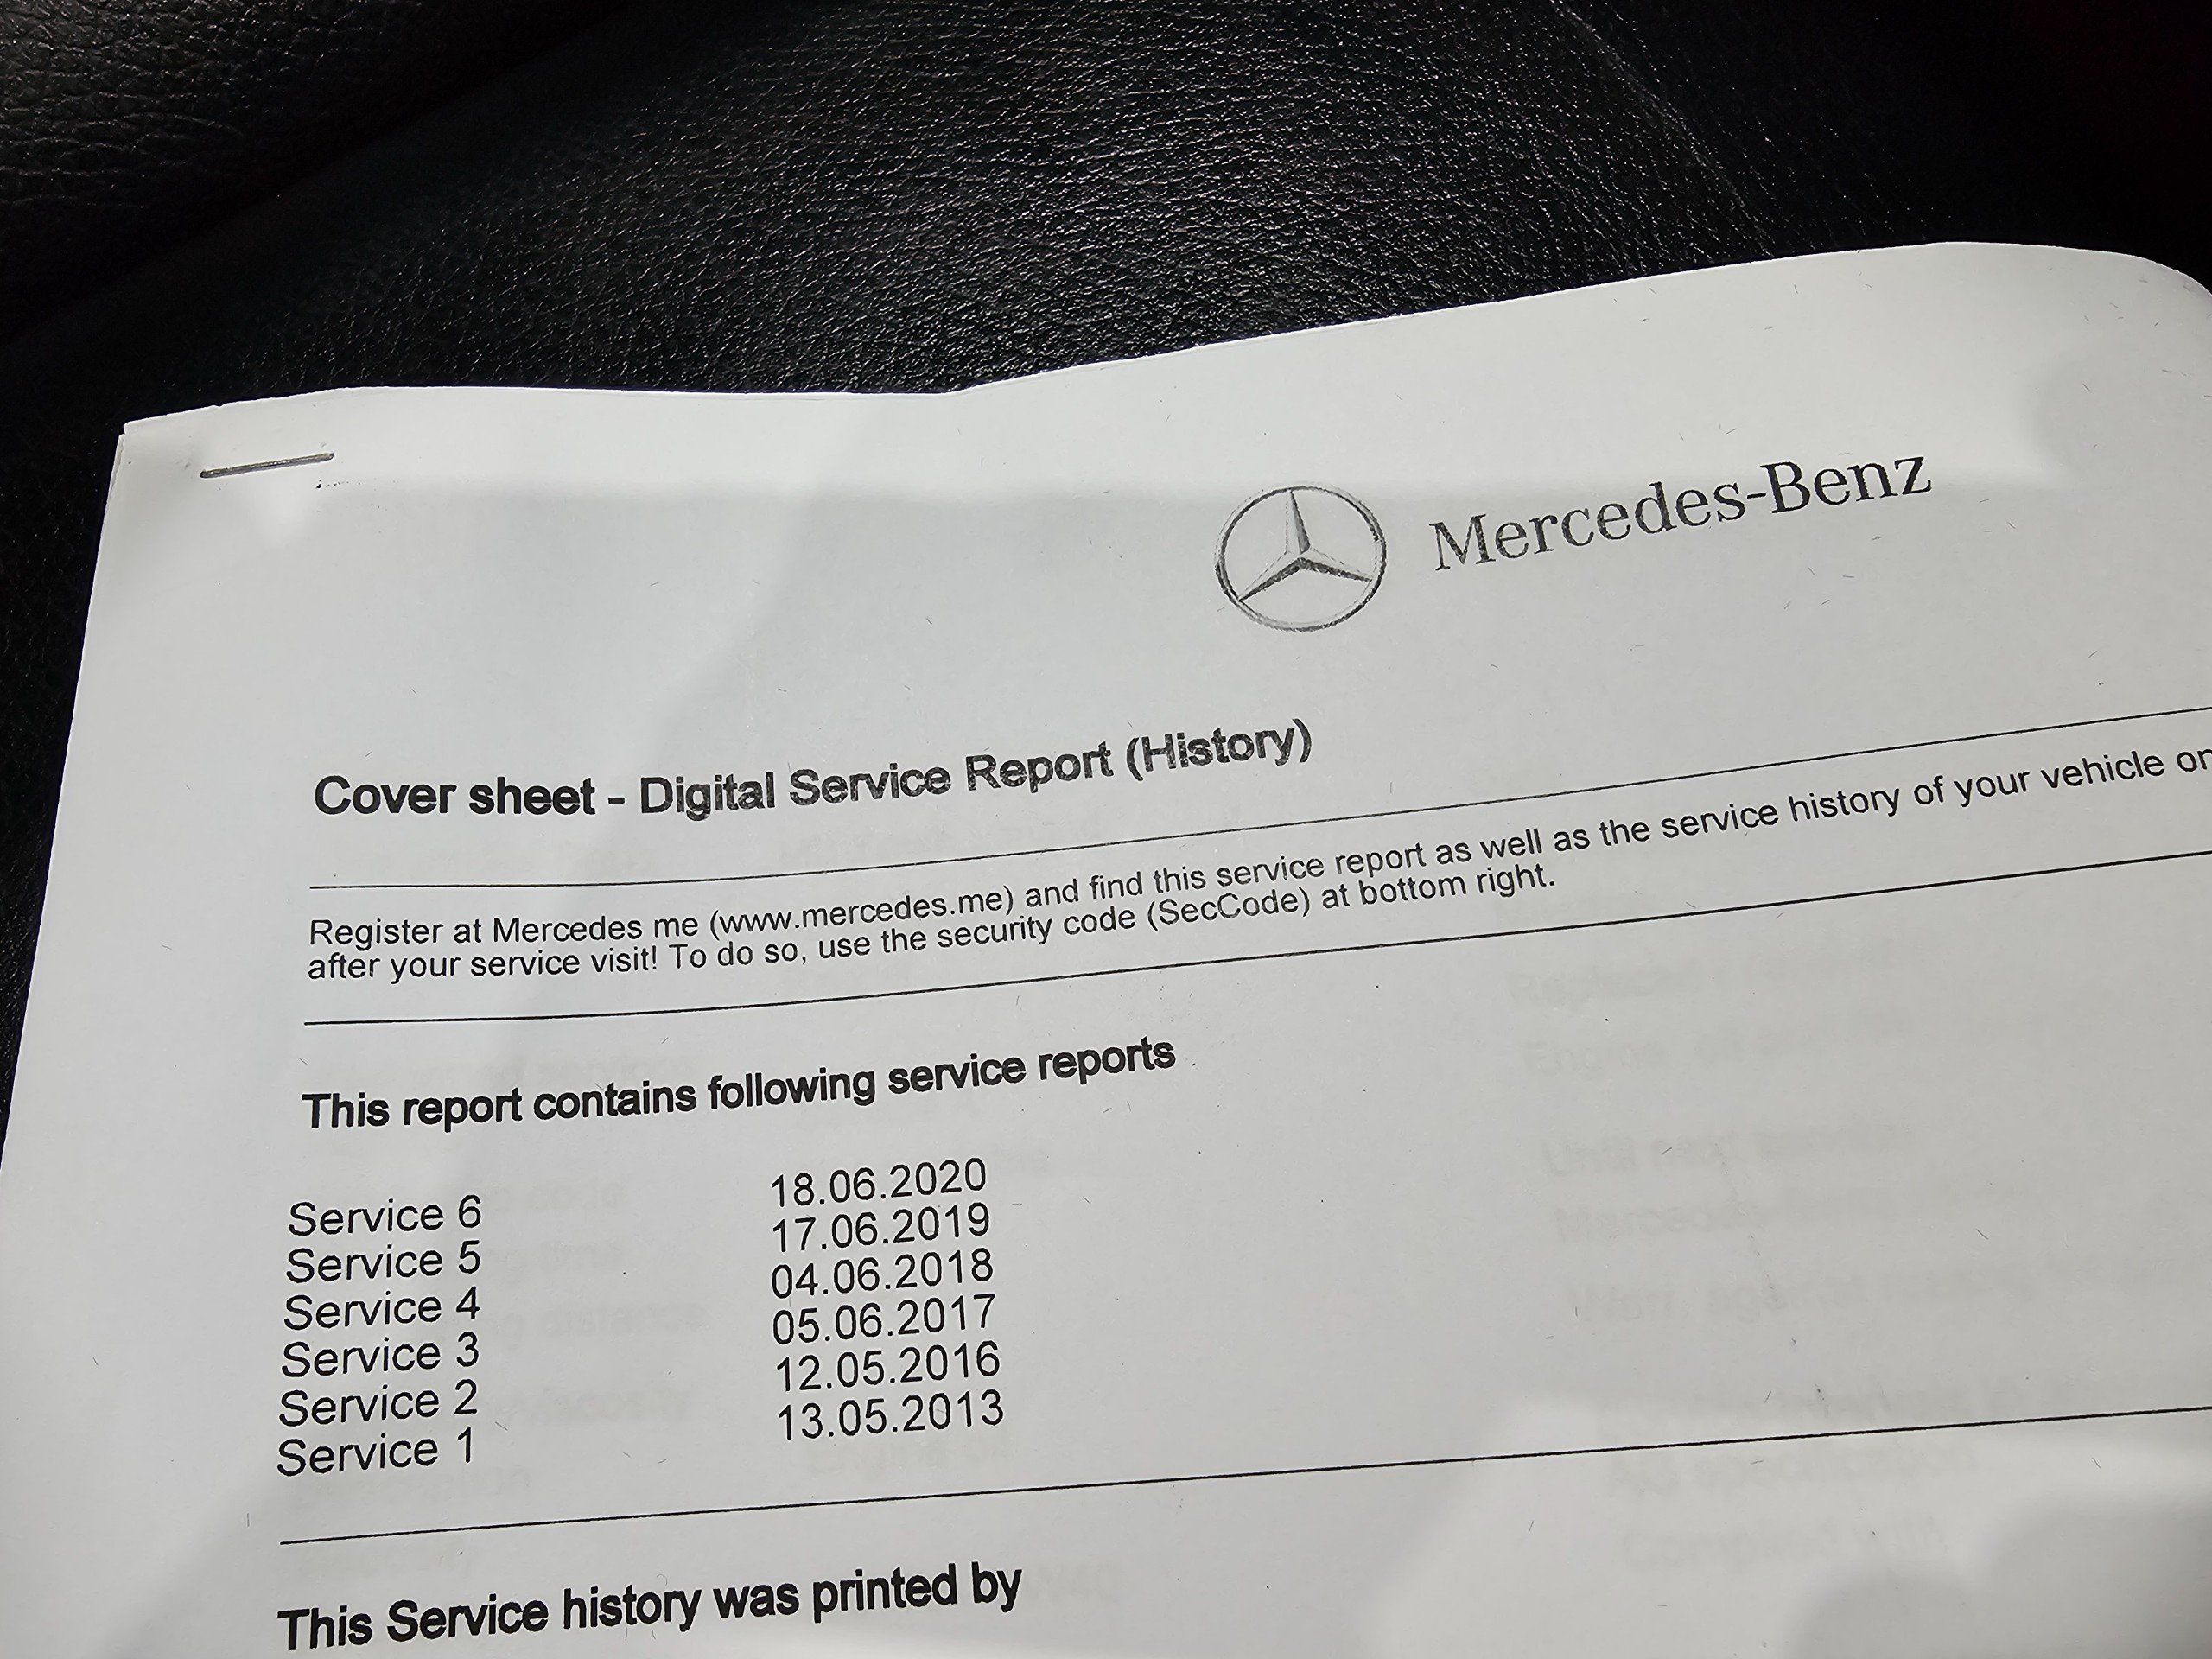 Mercedes-Benz
Cover sheet - Digital Service Report (History)
Register at Mercedes me (www.mercedes.me) and find this service report as well as the service history of your vehicle
after your service visit! To do so, use the security code (SecCode) at bottom right.
This report contains following service reports
Service 6 18.06.2020
Service 5 17.06.2019
Service 4 04.06.2018
Service 3 05.06.2017
Service 2 12.05.2016
Service 1 13.05.2013
This Service history was printed by